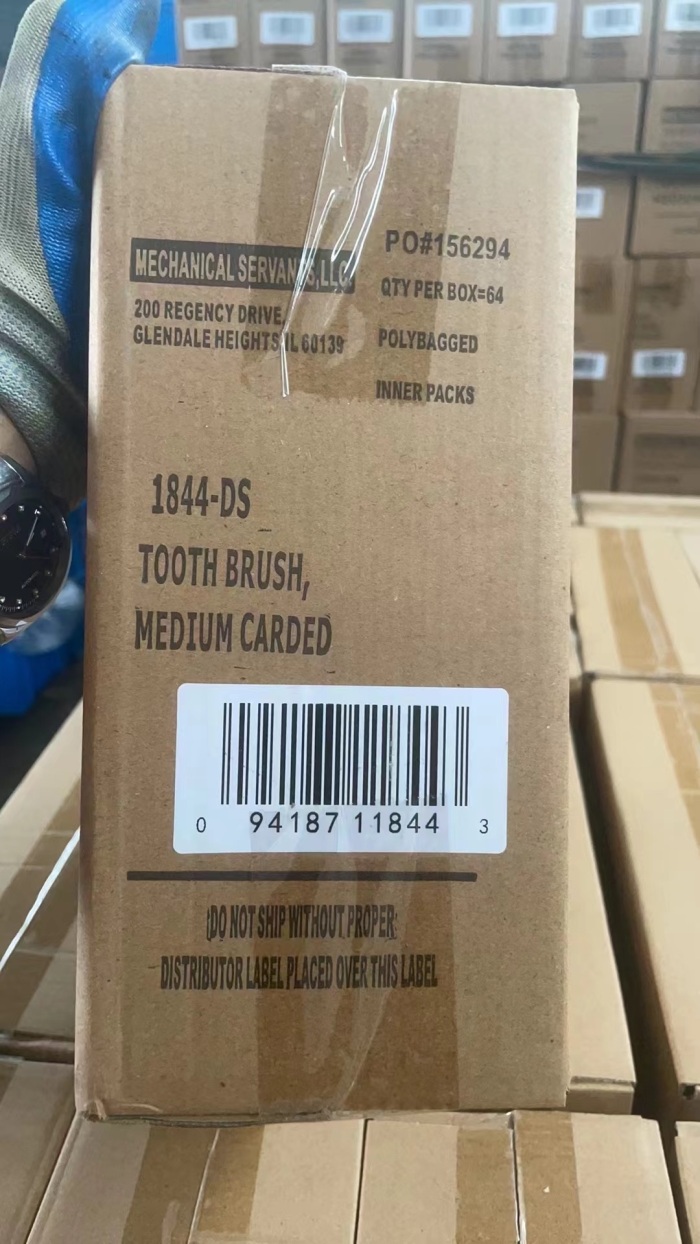 MECHANICAL SERVANTS, LLC.
200 REGENCY DRIVE,
GLENDALE HEIGHTS, IL 60139
PO#156294
QTY PER BOX=64
POLYBAGGED
INNER PACKS
1844-DS
TOOTH BRUSH,
MEDIUM CARDED
0 94187 11844 3
DO NOT SHIP WITHOUT PROPER
DISTRIBUTOR LABEL PLACED OVER THIS LABEL